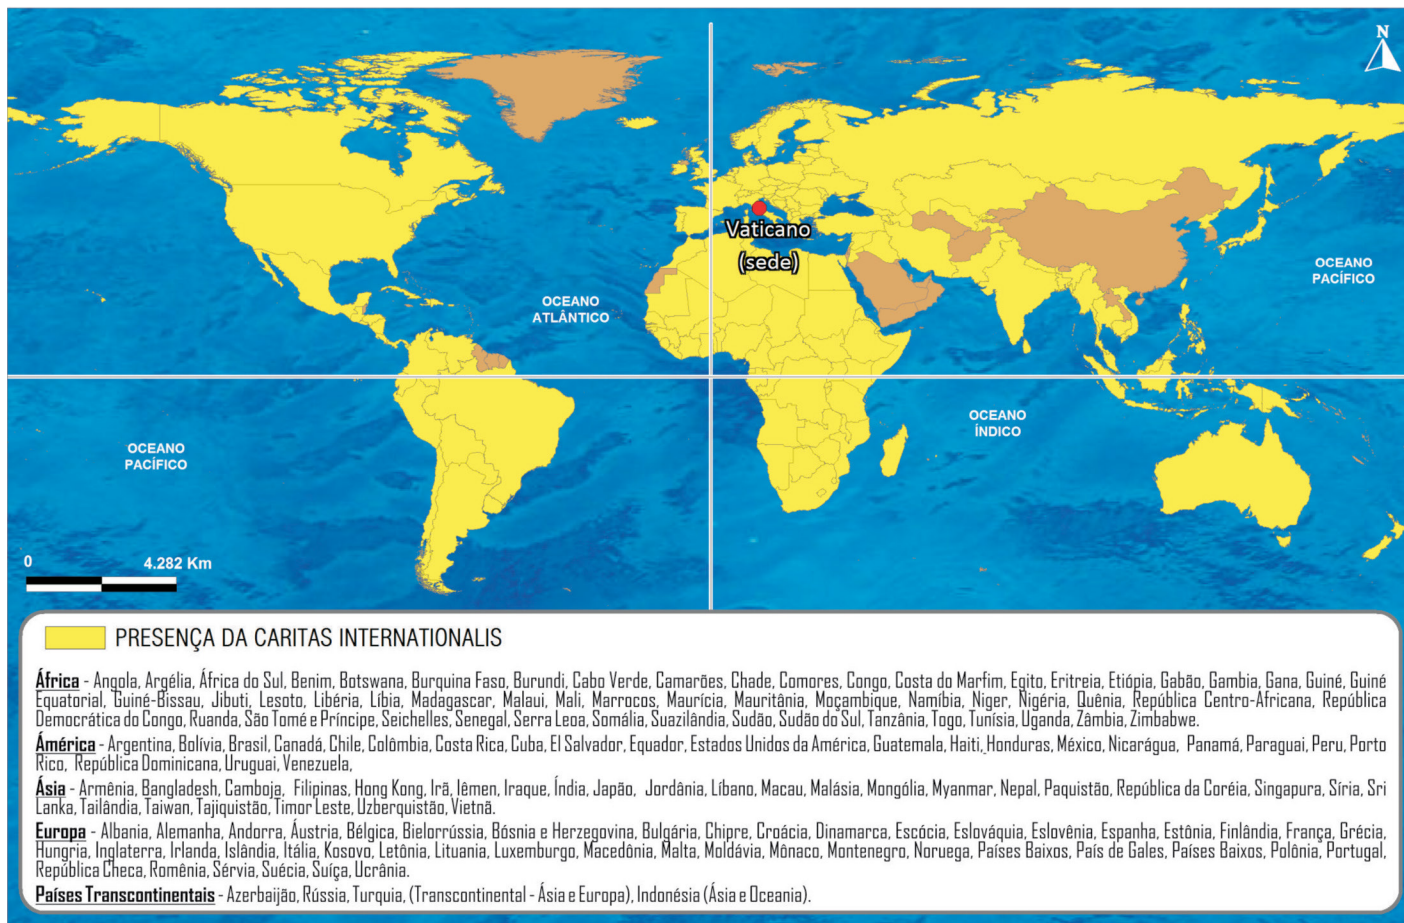 N
Vaticano
(sede)
OCEANO
PACÍFICO
OCEANO
ATLÂNTICO
OCEANO
ÍNDICO
OCEANO
PACÍFICO
0 4.282 Km
PRESENÇA DA CARITAS INTERNATIONALIS
África - Angola, Argélia, África do Sul, Benim, Botswana, Burquina Faso, Burundi, Cabo Verde, Camarões, Chade, Comores, Congo, Costa do Marfim, Egito, Eritreia, Etiópia, Gabão, Gambia, Gana, Guiné, Guiné
Equatorial, Guiné-Bissau, Jibuti, Lesoto, Libéria, Líbia, Madagascar, Malaui, Mali, Marrocos, Maurícia, Mauritânia, Moçambique, Namíbia, Niger, Nigéria, Quênia, República Centro-Africana, República
Democrática do Congo, Ruanda, São Tomé e Príncipe, Seichelles, Senegal, Serra Leoa, Somália, Suazilândia, Sudão, Sudão do Sul, Tanzânia, Togo, Tunísia, Uganda, Zâmbia, Zimbabwe.
Ámérica - Argentina, Bolívia, Brasil, Canadá, Chile, Colômbia, Costa Rica, Cuba, El Salvador, Equador, Estados Unidos da América, Guatemala, Haiti, Honduras, México, Nicarágua, Panamá, Paraguai, Peru, Porto
Rico, República Dominicana, Uruguai, Venezuela,
Ásia - Armênia, Bangladesh, Camboja, Filipinas, Hong Kong, Irã, Iêmen, Iraque, Índia, Japão, Jordânia, Líbano, Macau, Malásia, Mongólia, Myanmar, Nepal, Paquistão, República da Coréia, Singapura, Síria, Sri
Lanka, Tailândia, Taiwan, Tajiquistão, Timor Leste, Uzberquistão, Vietnã.
Europa - Albania, Alemanha, Andorra, Áustria, Bélgica, Bielorrússia, Bósnia e Herzegovina, Bulgária, Chipre, Croácia, Dinamarca, Escócia, Eslováquia, Eslovênia, Espanha, Estônia, Finlândia, França, Grécia,
Hungria, Inglaterra, Irlanda, Islândia, Itália, Kosovo, Letônia, Lituania, Luxemburgo, Macedônia, Malta, Moldávia, Mônaco, Montenegro, Noruega, Países Baixos, País de Gales, Países Baixos, Polônia, Portugal,
República Checa, Romênia, Sérvia, Suécia, Suíça, Ucrânia.
Países Transcontinentais - Azerbaijão, Rússia, Turquia, (Transcontinental - Ásia e Europa), Indonésia (Ásia e Oceania).